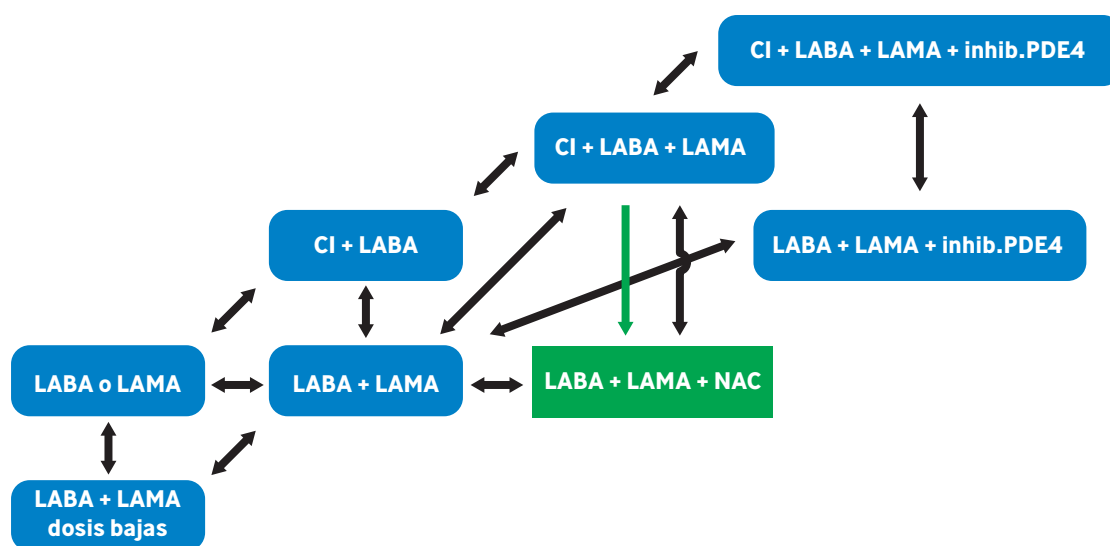 CI + LABA + LAMA + inhib.PDE4
CI + LABA + LAMA
CI + LABA
LABA + LAMA + inhib.PDE4
LABA o LAMA
LABA + LAMA
LABA + LAMA + NAC
LABA + LAMA
dosis bajas